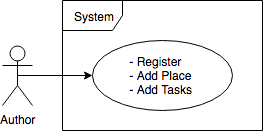 System
- Register
- Add Place
- Add Tasks
Author